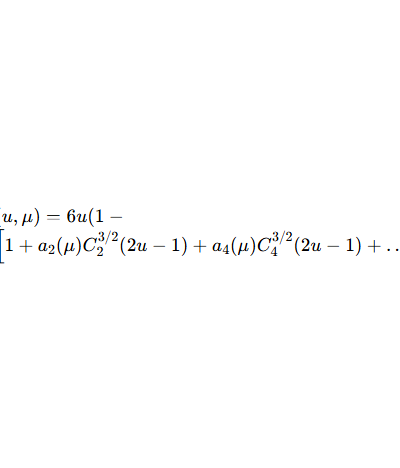 u, μ) = 6u(1 −
[1 + a₂(μ)C₂^{3/2}(2u − 1) + a₄(μ)C₄^{3/2}(2u − 1) + . .